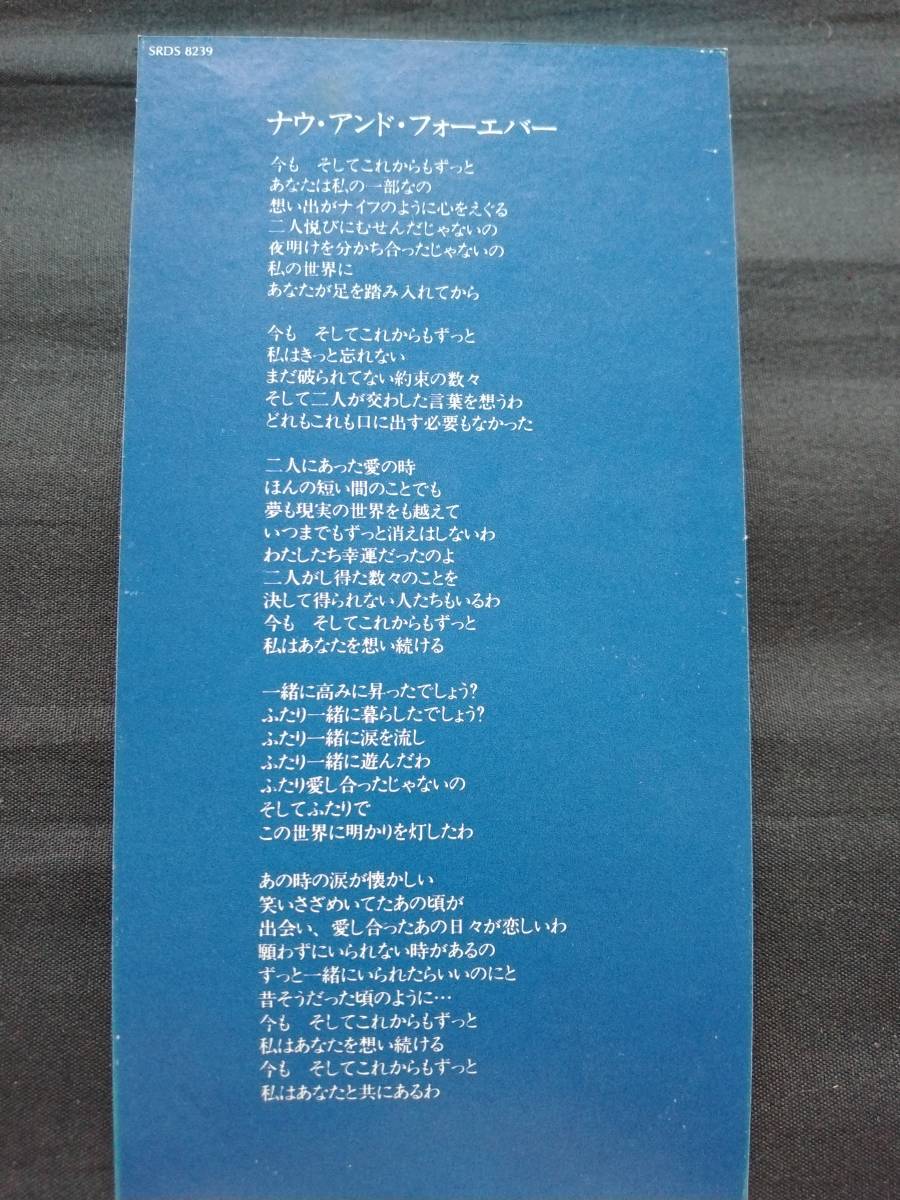 SRDS 8239
ナウ・アンド・フォーエバー
今も　そしてこれからもずっと
あなたは私の一部なの
想い出がナイフのように心をえぐる
二人悦びにむせんだじゃないの
夜明けを分かち合ったじゃないの
私の世界に
あなたが足を踏み入れてから
今も　そしてこれからもずっと
私はきっと忘れない
まだ破られてない約束の数々
そして二人が交わした言葉を想うわ
どれもこれも口に出す必要もなかった
二人にあった愛の時
ほんの短い間のことでも
夢も現実の世界をも越えて
いつまでもずっと消えはしないわ
わたしたち幸運だったのよ
二人がし得た数々のことを
決して得られない人たちもいるわ
今も　そしてこれからもずっと
私はあなたを想い続ける
一緒に高みに昇ったでしょう?
ふたり一緒に暮らしたでしょう?
ふたり一緒に涙を流し
ふたり一緒に遊んだわ
ふたり愛し合ったじゃないの
そしてふたりで
この世界に明かりを灯したわ
あの時の涙が懐かしい
笑いさざめいてたあの頃が
出会い、愛し合ったあの日々が恋しいわ
願わずにいられない時があるの
ずっと一緒にいられたらいいのにと
昔そうだった頃のように…
今も　そしてこれからもずっと
私はあなたを想い続ける
今も　そしてこれからもずっと
私はあなたと共にあるわ